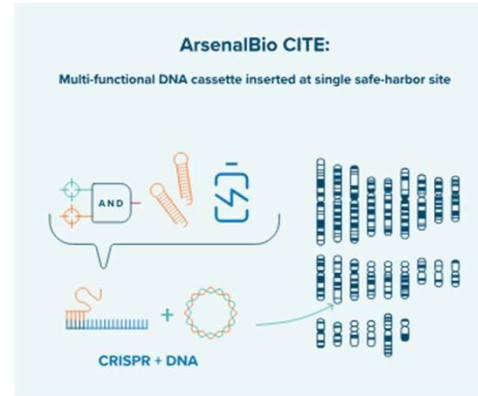 ArsenalBio CITE:
Multi-functional DNA cassette inserted at single safe-harbor site
AND
+
CRISPR + DNA